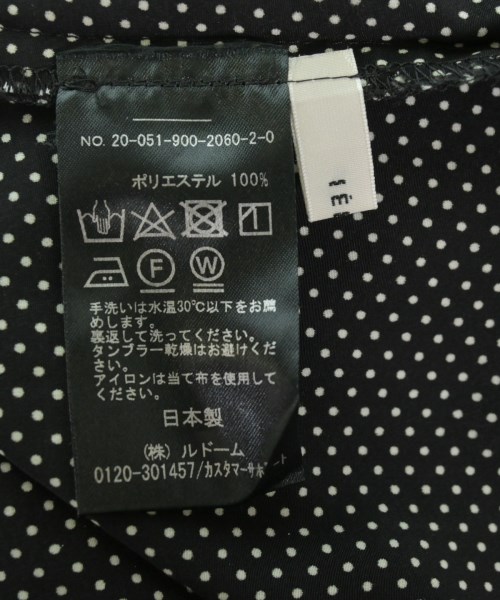 NO. 20-051-900-2060-2-0
ポリエステル 100%
F W
手洗いは水温30℃以下をお薦
めします。
裏返して洗ってください。
タンブラー乾燥はお避けくだ
さい。
アイロンは当て布を使用して
ください。
日本製
(株) ルドーム
0120-301457/カスタマーサポート